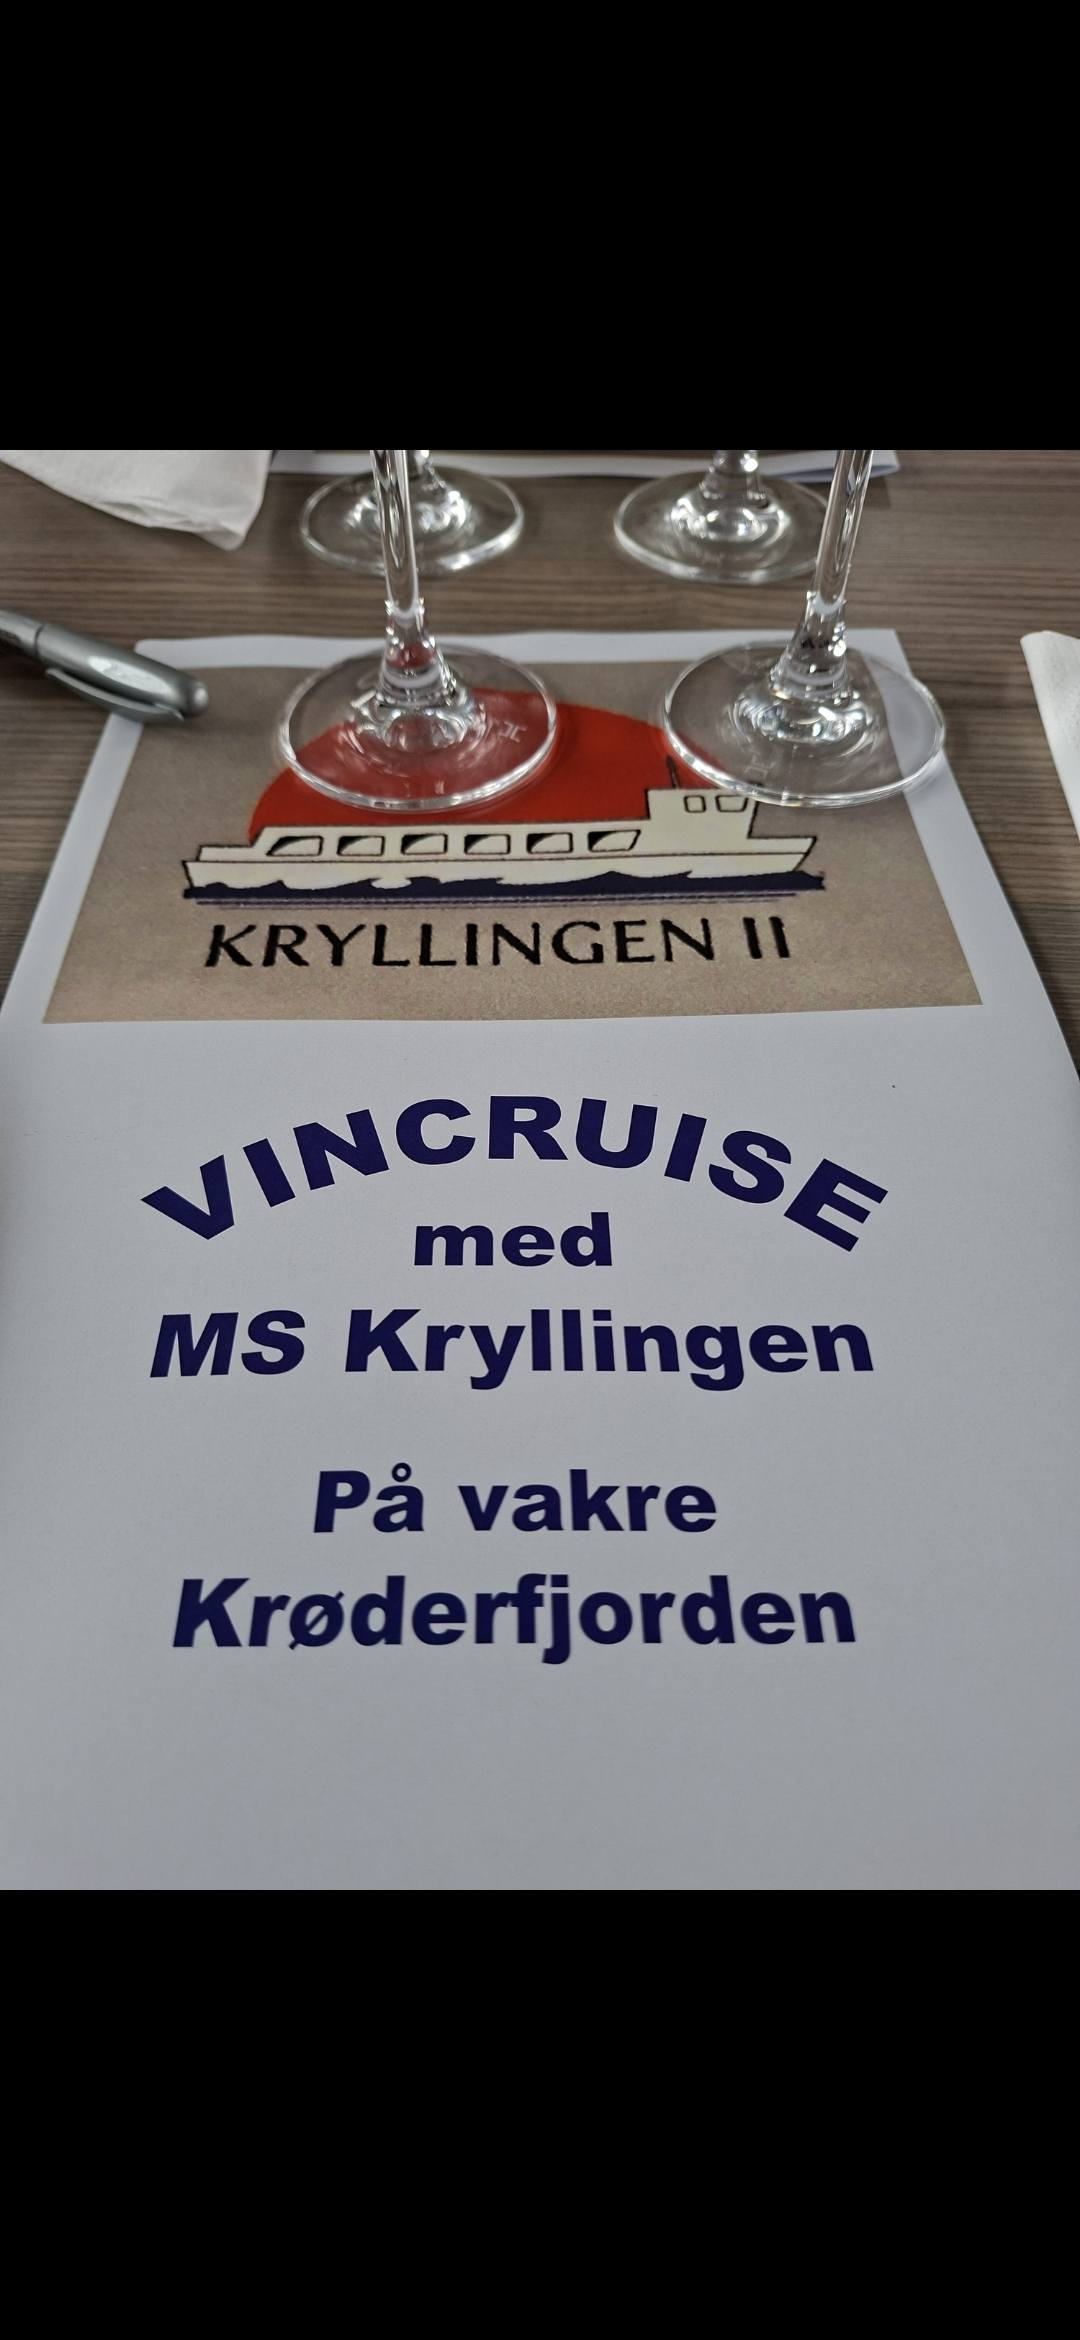 KRYLLINGEN II
VINCRUISE
med
MS Kryllingen
På vakre
Krøderfjorden